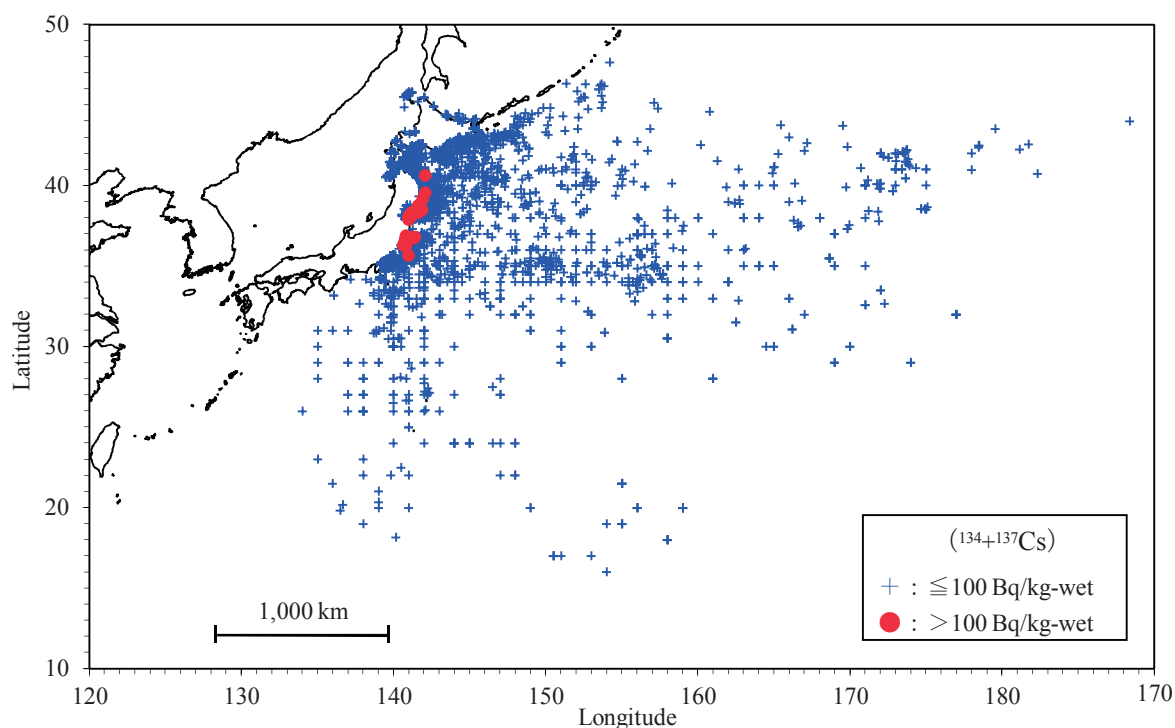 50
40
30
20
10
Latitude
120
130
140
150
160
170
180
170
Longitude
1,000 km
(¹³⁴+¹³⁷Cs)
+ : ≦100 Bq/kg-wet
● : >100 Bq/kg-wet